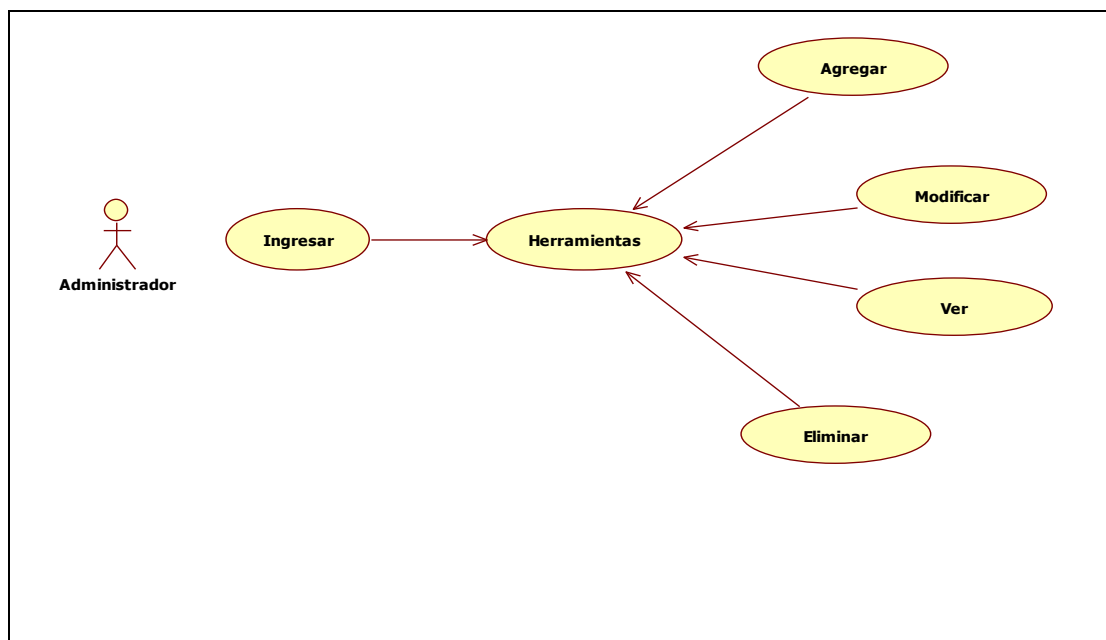 Agregar
Modificar
Administrador
Ingresar
Herramientas
Ver
Eliminar